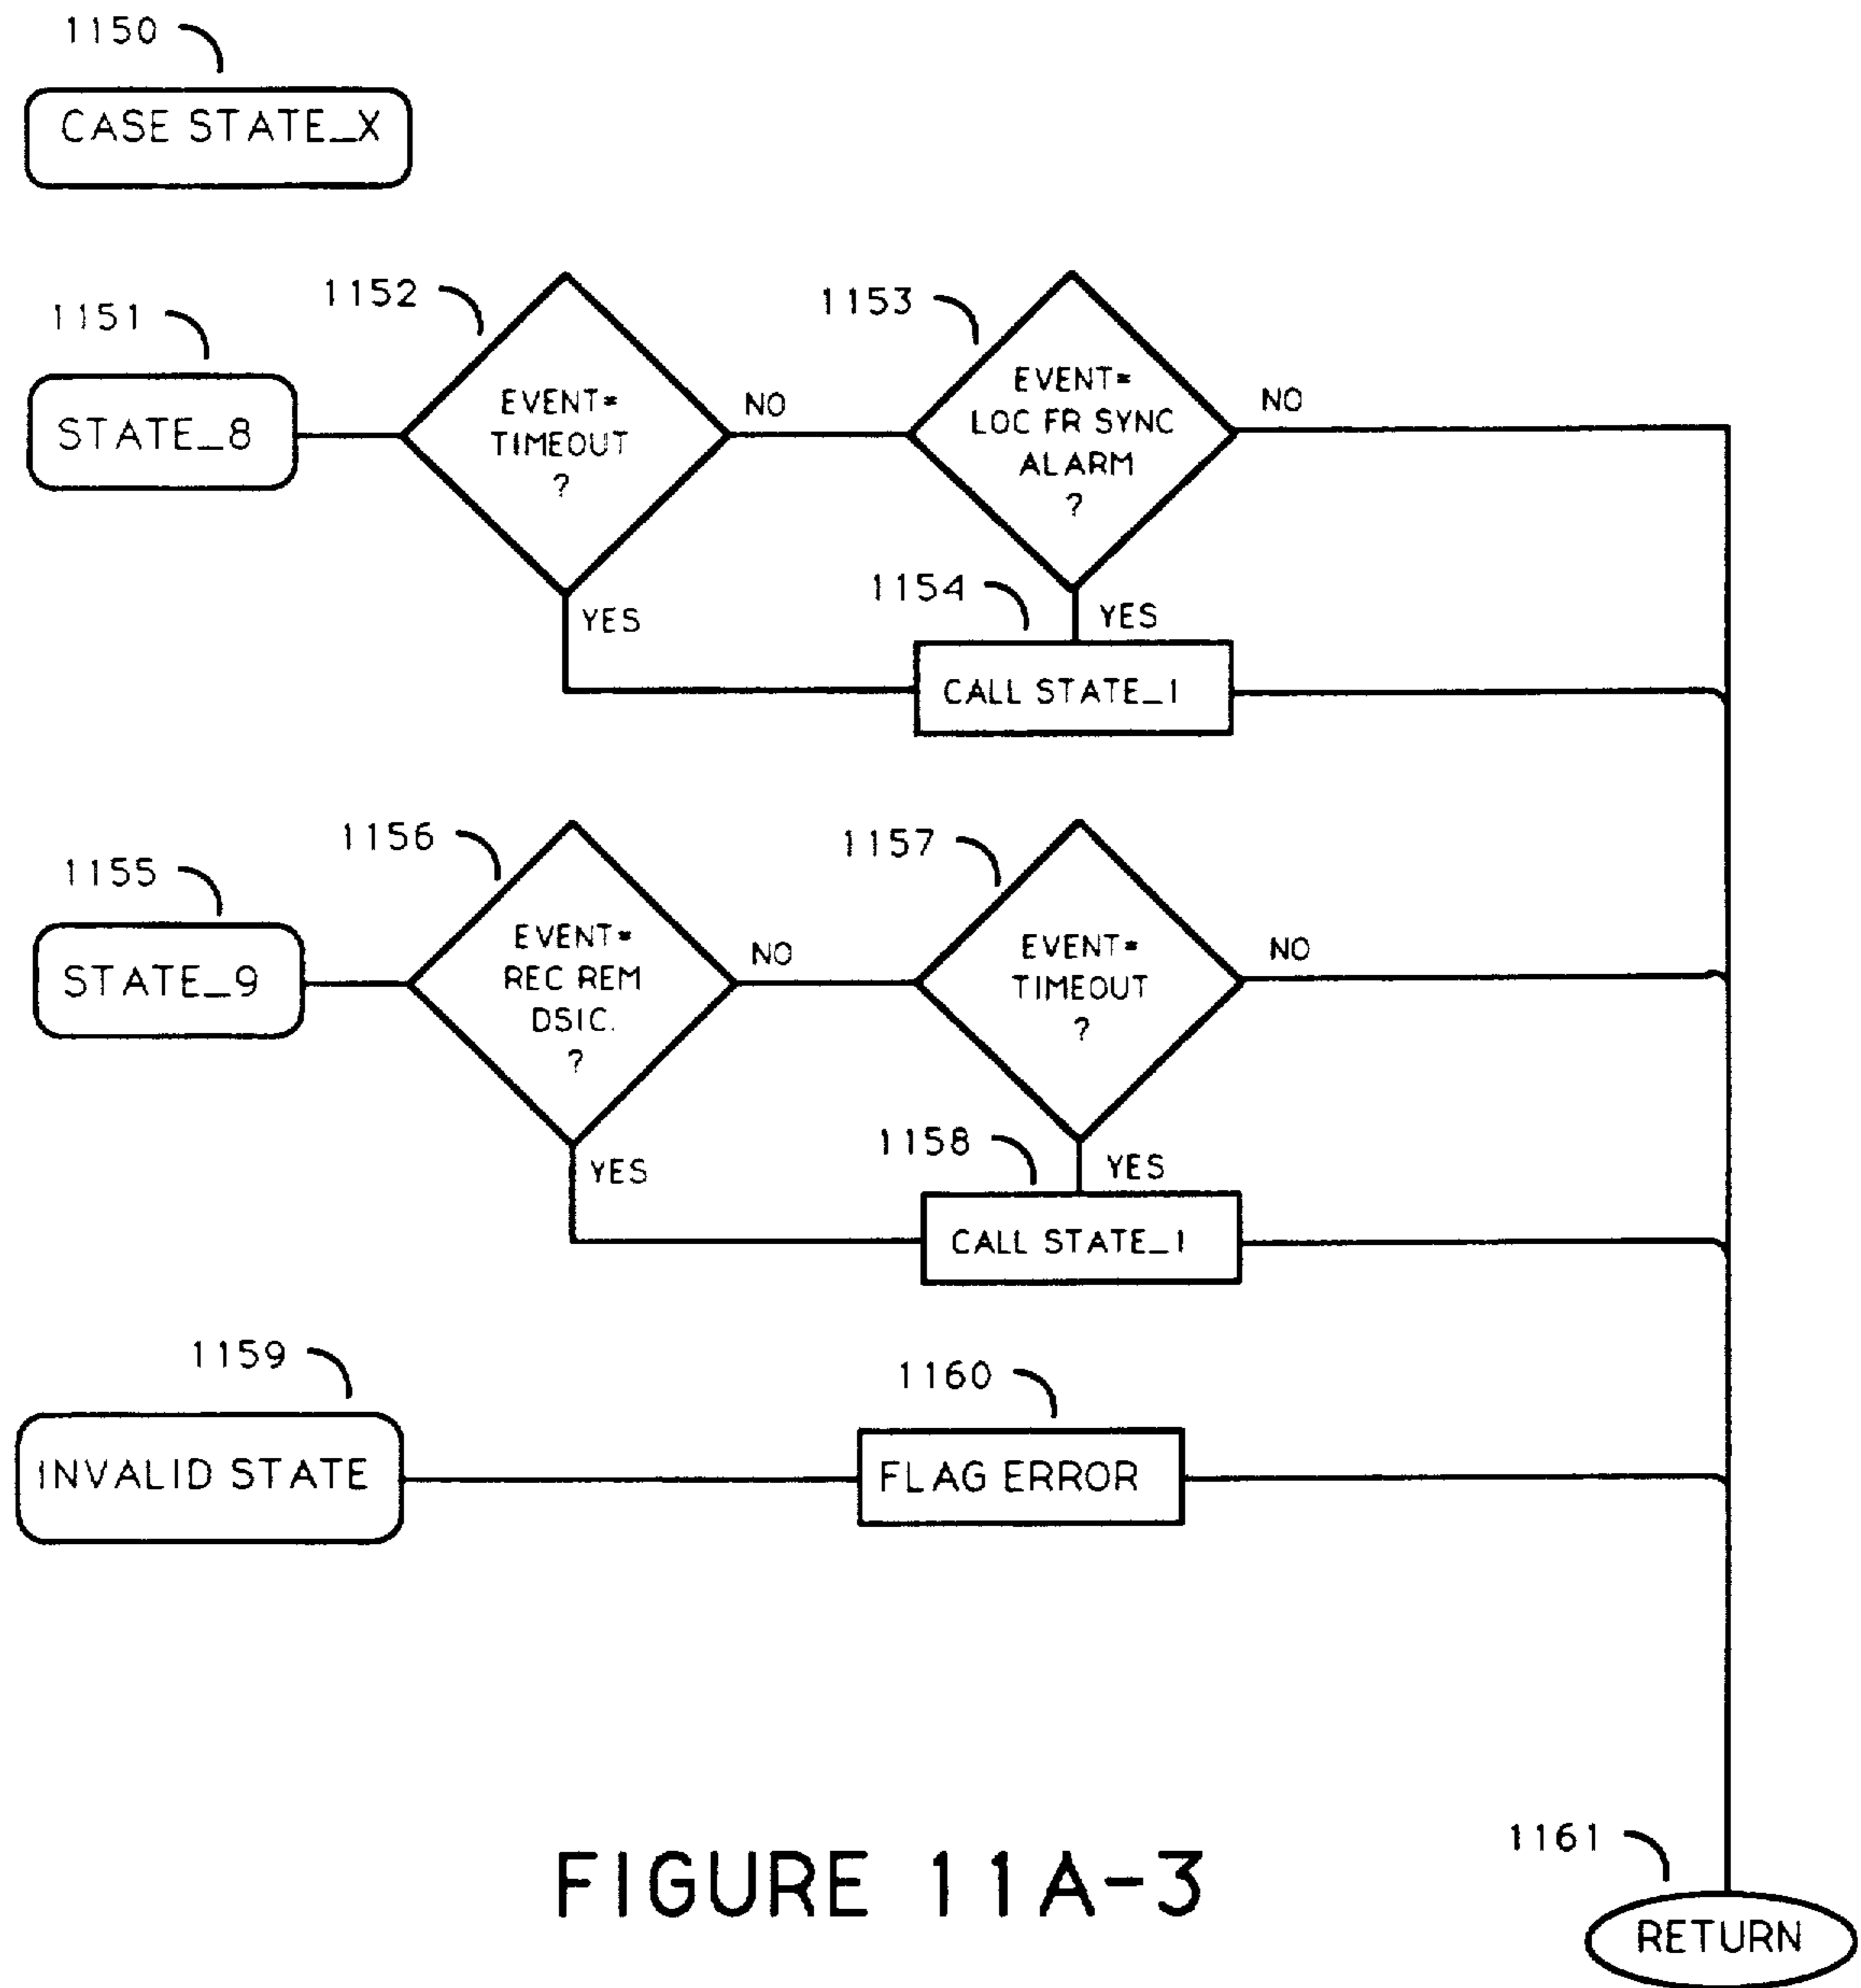 1150
CASE STATE_X
1151
STATE_8
1152
EVENT=
TIMEOUT
?
NO
YES
1153
EVENT=
LOC FR SYNC
ALARM
?
NO
YES
1154
CALL STATE_1
1155
STATE_9
1156
EVENT=
REC REM
DSIC.
?
NO
YES
1157
EVENT=
TIMEOUT
?
NO
YES
1158
CALL STATE_1
1159
INVALID STATE
1160
FLAG ERROR
1161
RETURN
FIGURE 11A-3